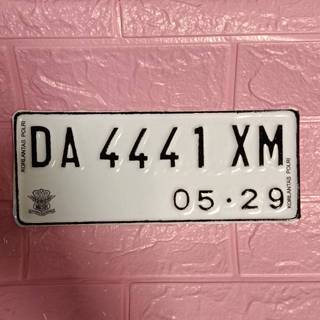 DA 4441 XM
05·29
KORLANTAS POLRI
KORLANTAS POLRI